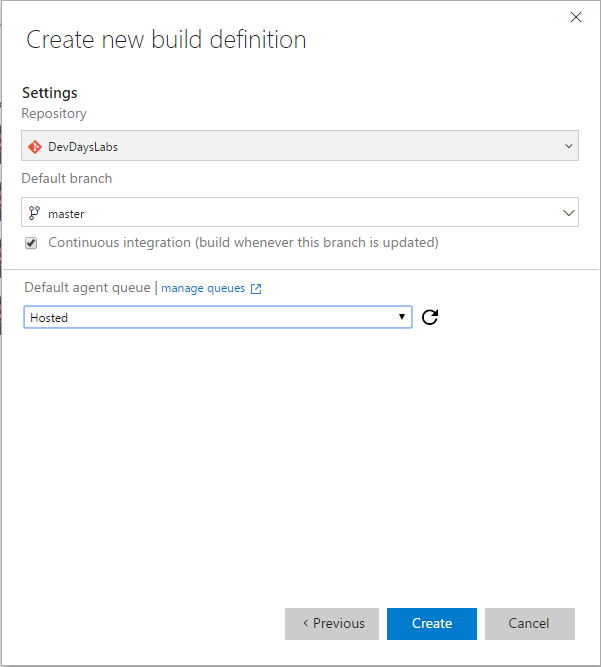 Create new build definition
Settings
Repository
DevDaysLabs
Default branch
master
Continuous integration (build whenever this branch is updated)
Default agent queue | manage queues
Hosted
‹ Previous
Create
Cancel